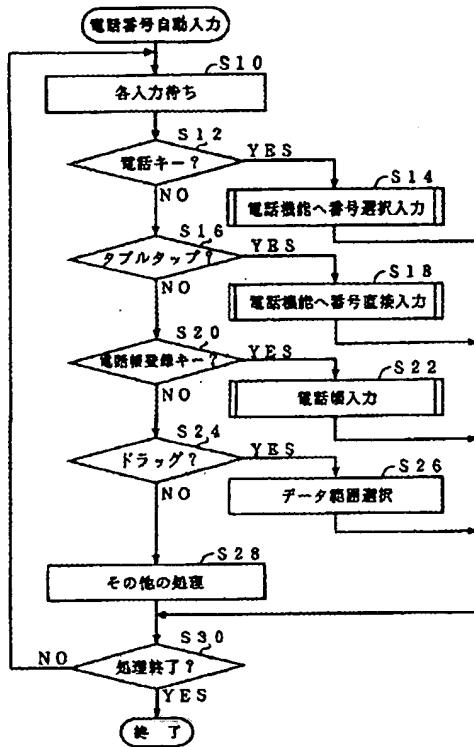 電話番号自動入力
S10
各入力待ち
S12
電話キー?
YES
NO
S14
電話機能へ番号選択入力
S16
ダブルタップ?
YES
NO
S18
電話機能へ番号直接入力
S20
電話帳登録キー?
YES
NO
S22
電話帳入力
S24
ドラッグ?
YES
NO
S26
データ範囲選択
S28
その他の処理
S30
処理終了?
NO
YES
終了